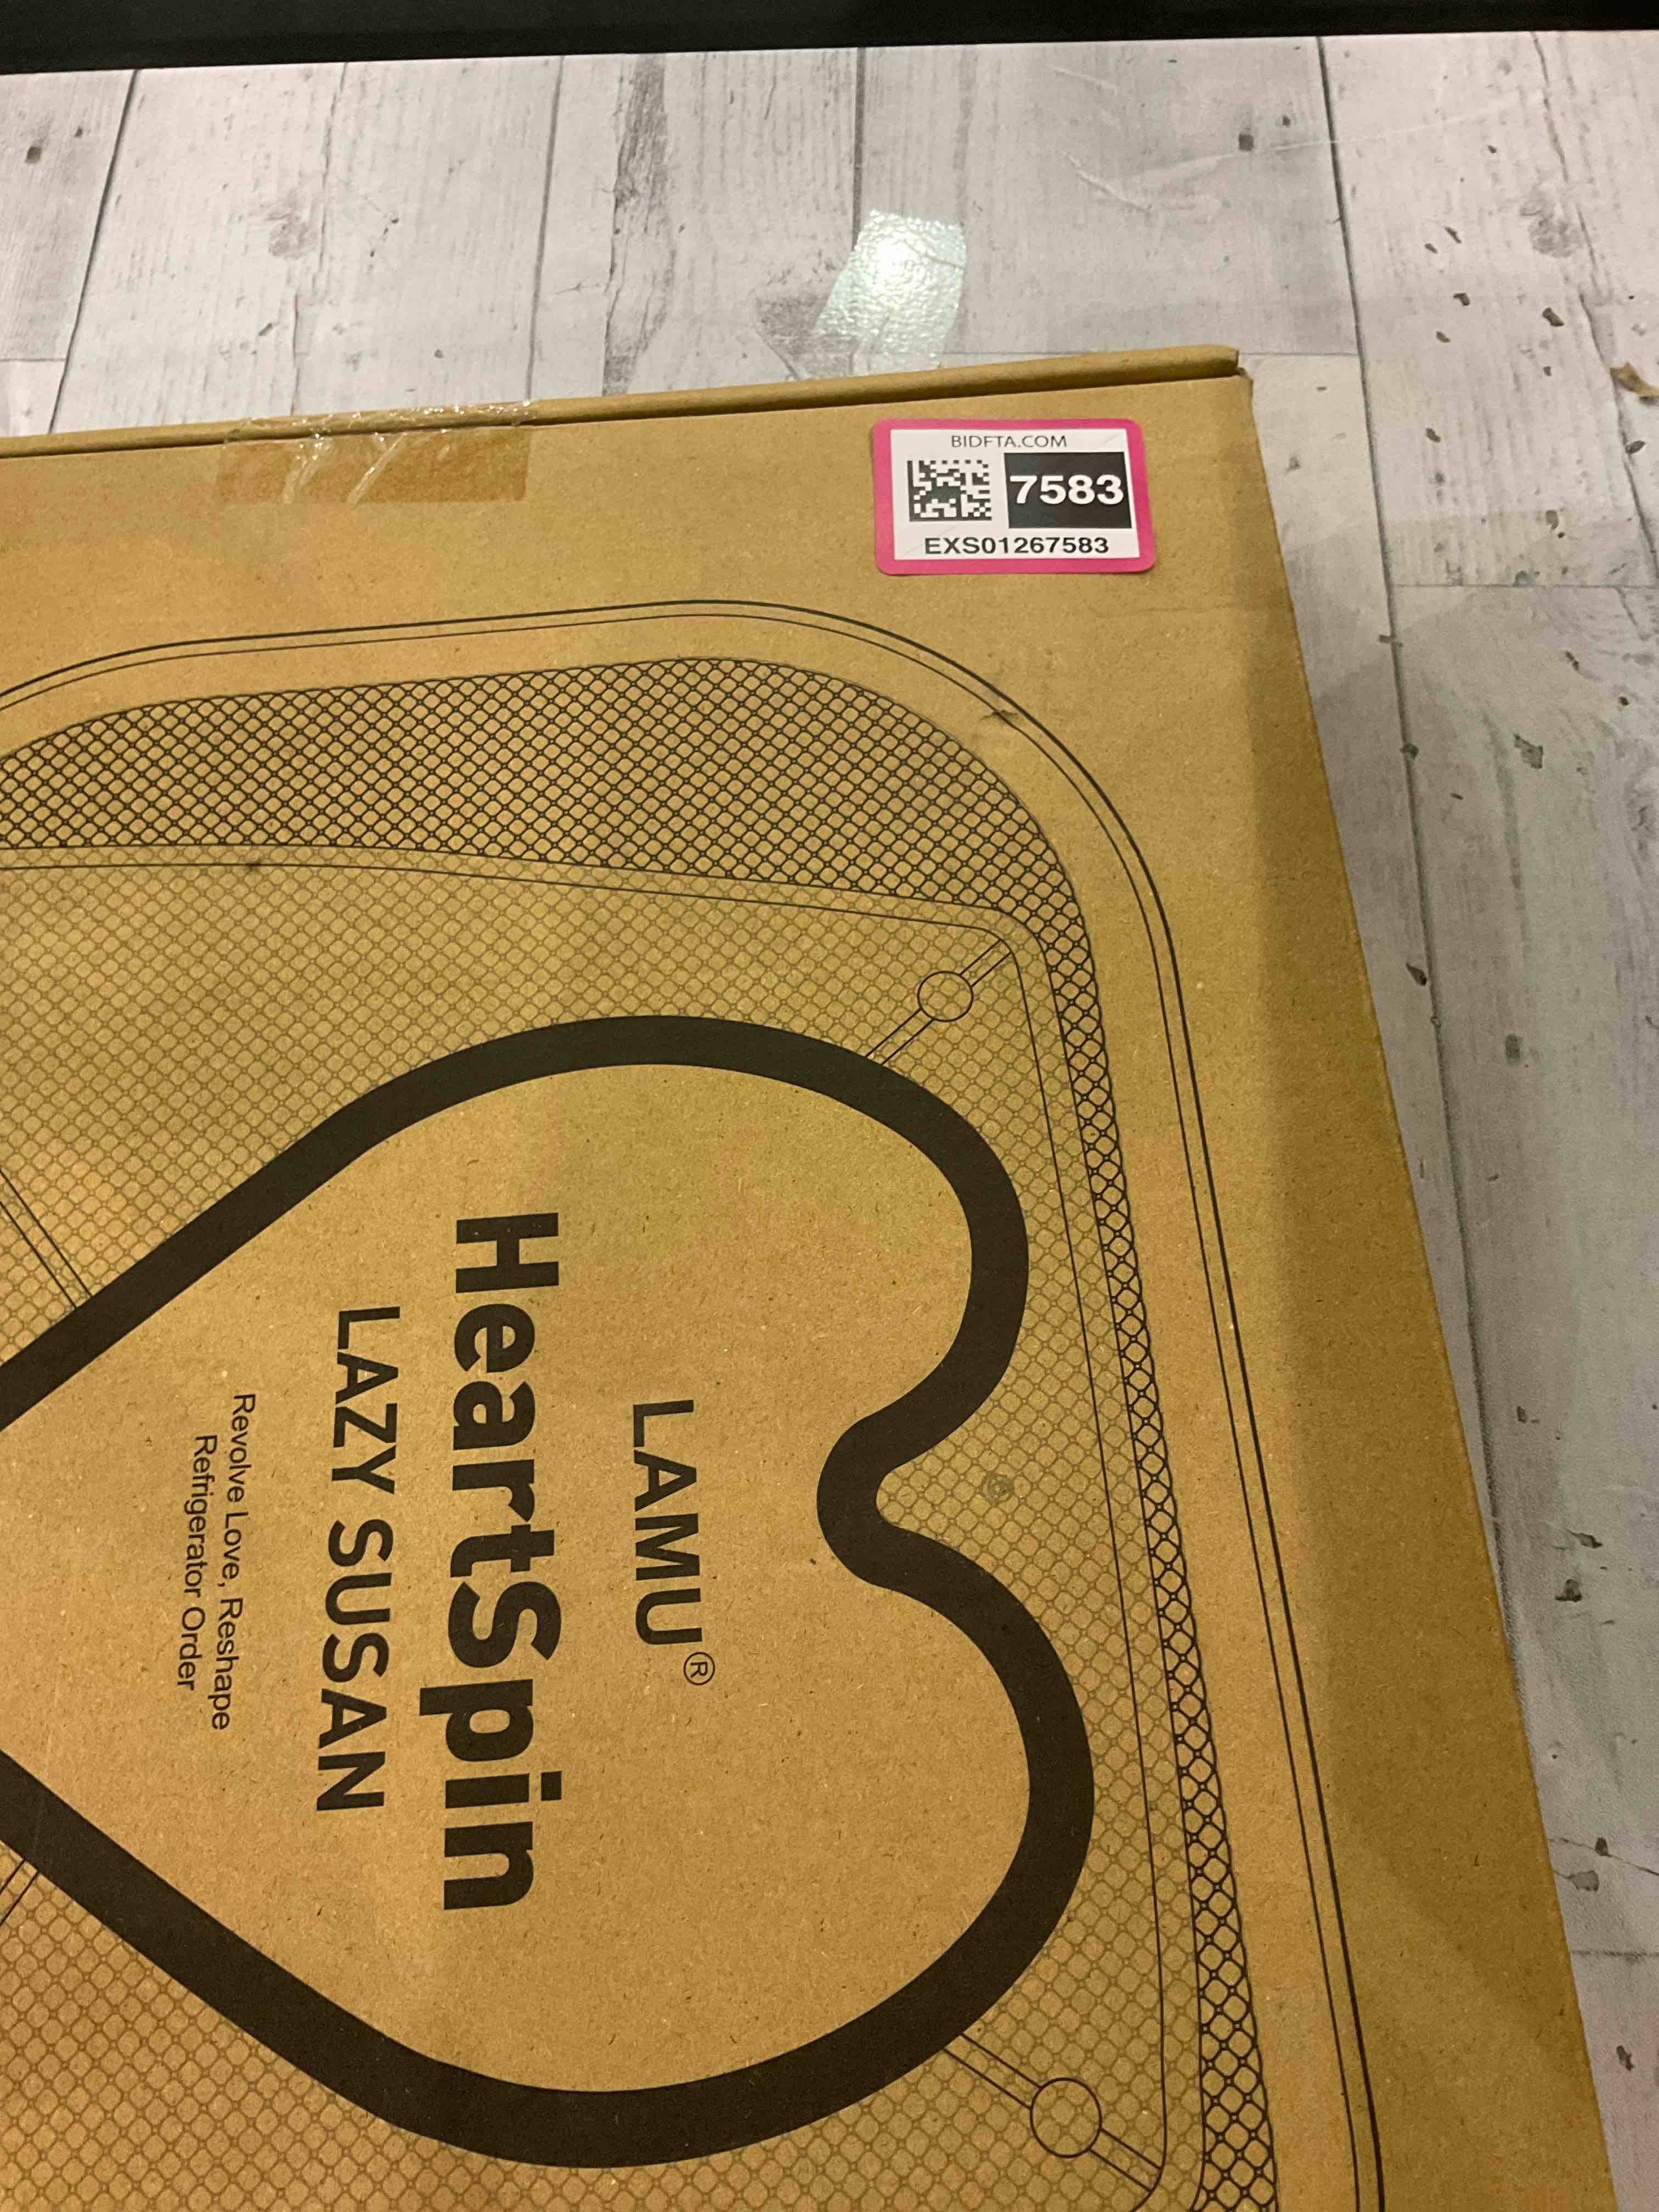 BIDFTA.COM
7583
EXS01267583
LAMU®
HeartSpin
LAZY SUSAN
Revolve Love, Reshape
Refrigerator Order